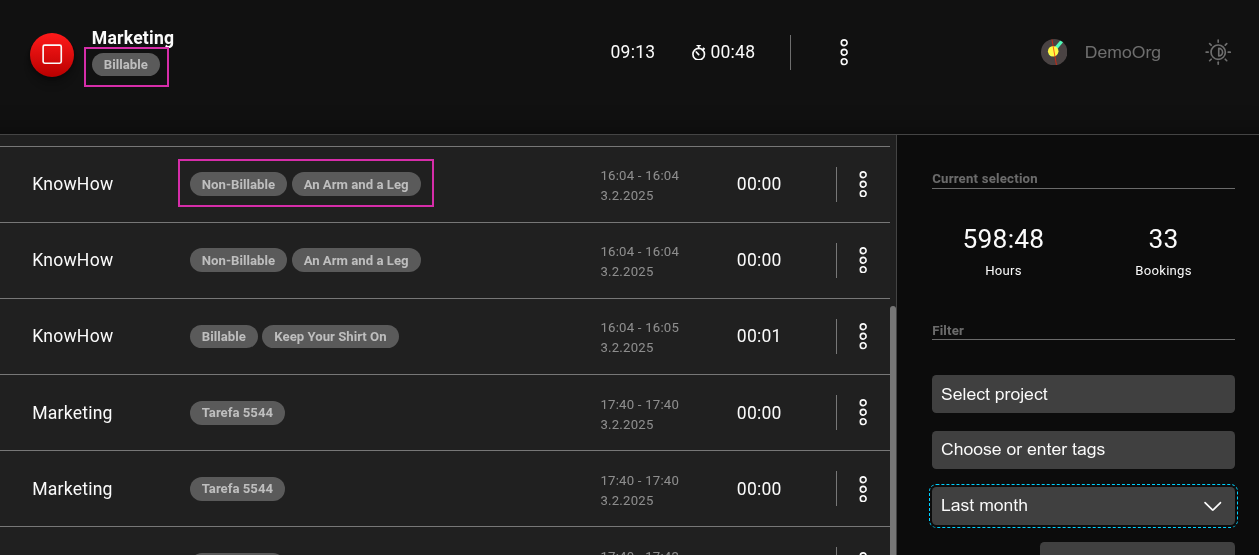 Marketing
Billable
09:13 00:48
DemoOrg
KnowHow Non-Billable An Arm and a Leg 16:04 - 16:04 00:00
3.2.2025
KnowHow Non-Billable An Arm and a Leg 16:04 - 16:04 00:00
3.2.2025
KnowHow Billable Keep Your Shirt On 16:04 - 16:05 00:01
3.2.2025
Marketing Tarefa 5544 17:40 - 17:40 00:00
3.2.2025
Marketing Tarefa 5544 17:40 - 17:40 00:00
3.2.2025
Current selection
598:48 33
Hours Bookings
Filter
Select project
Choose or enter tags
Last month